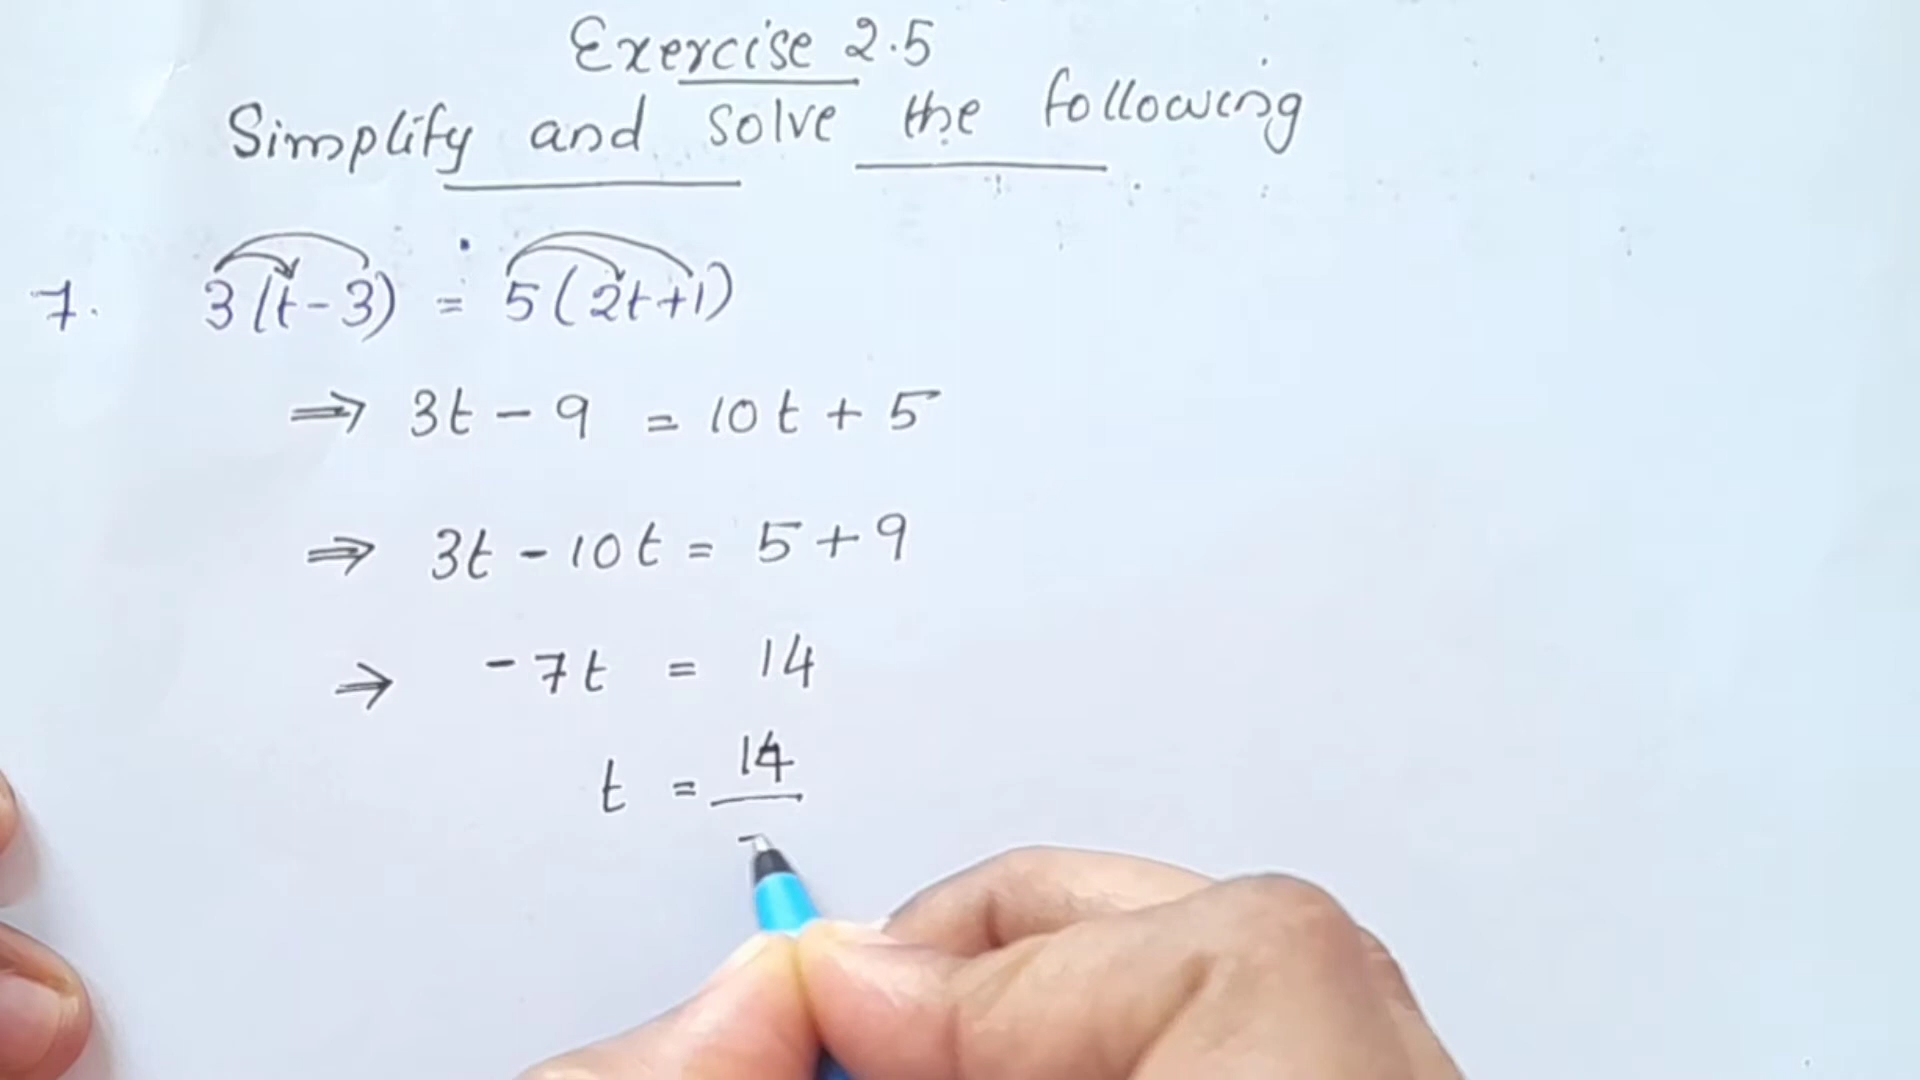 Exercise 2.5
Simplify and solve the following
7. 3(t-3) = 5(2t+1)
⇒ 3t - 9 = 10t + 5
⇒ 3t - 10t = 5 + 9
⇒ -7t = 14
t = 14/-